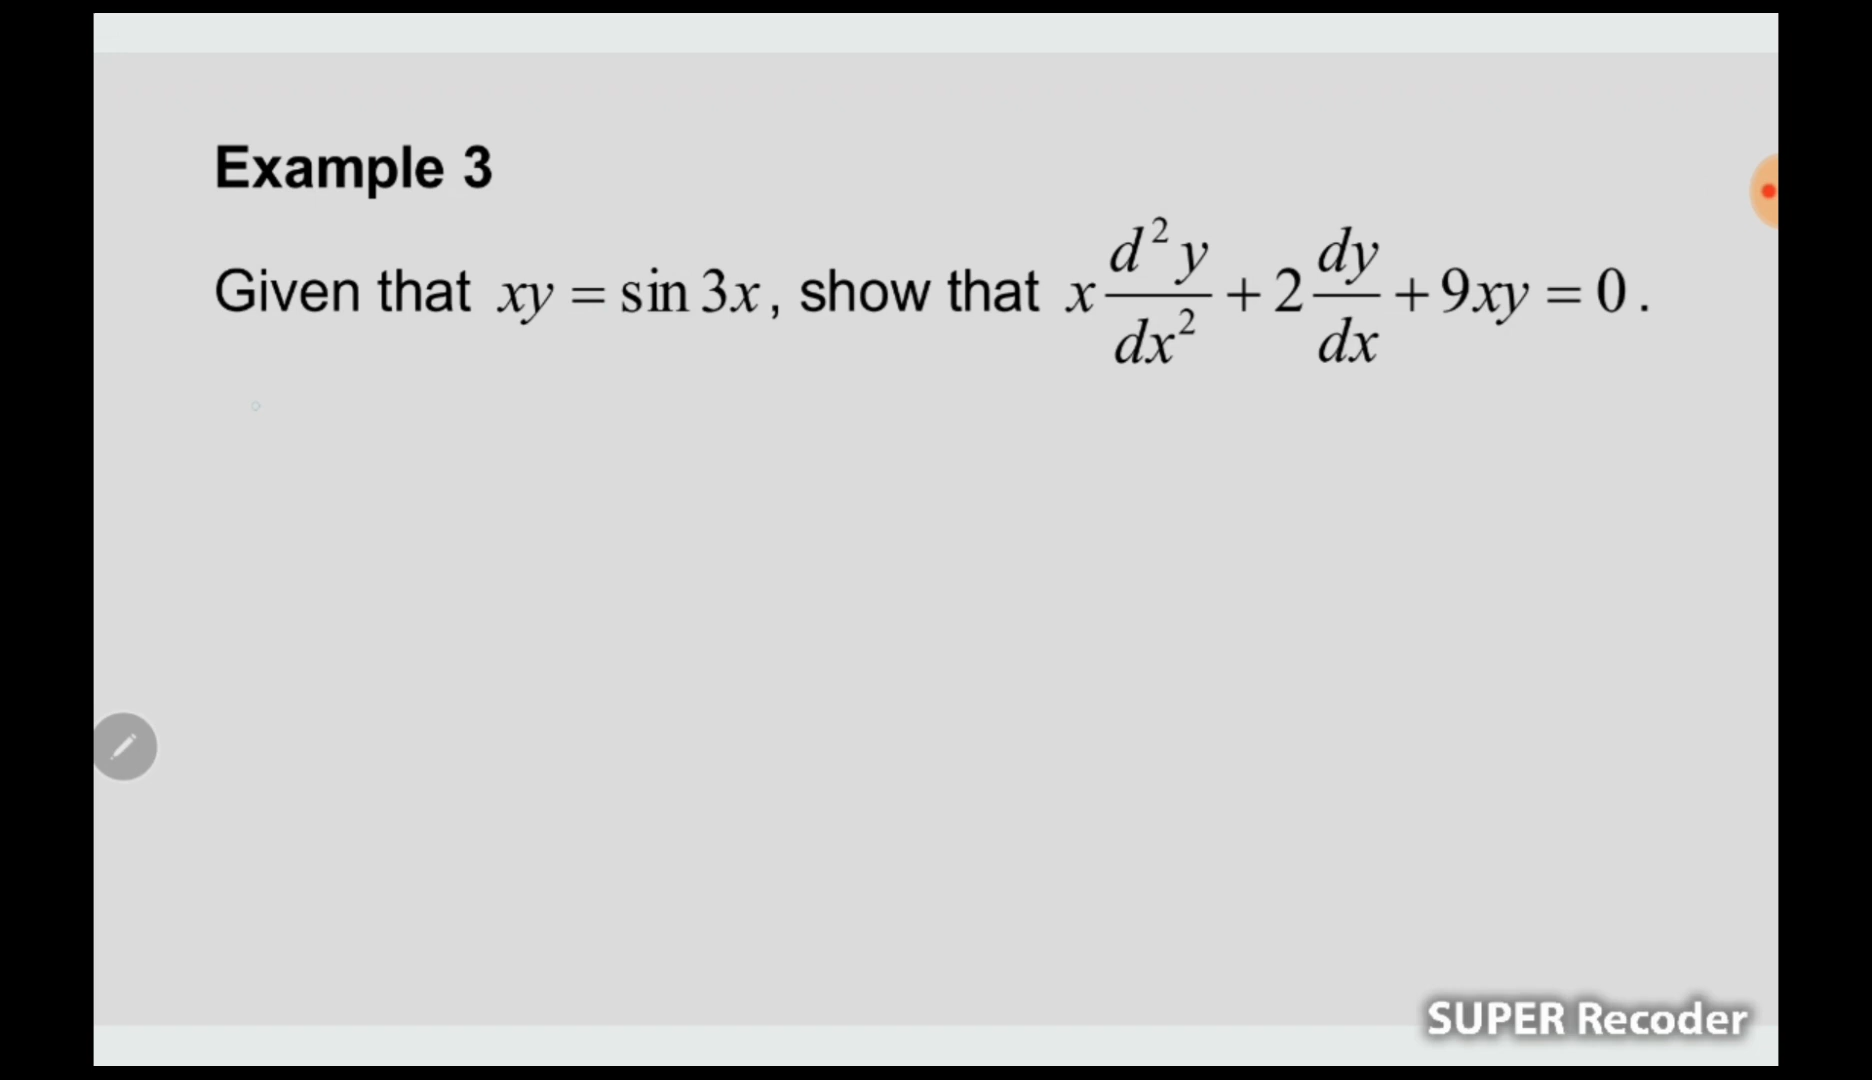 Example 3
Given that xy = sin 3x, show that x d²y/dx² + 2 dy/dx + 9xy = 0.
SUPER Recoder